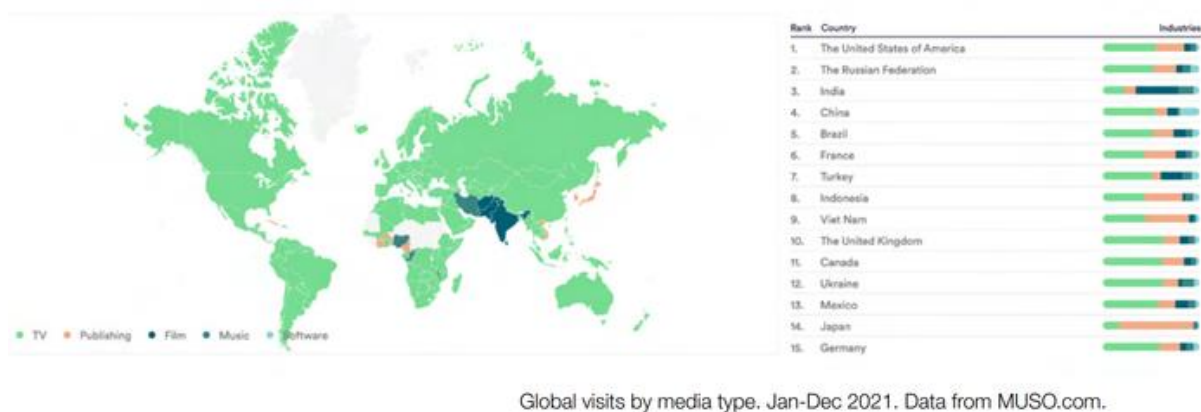 Rank Country Industries
1. The United States of America
2. The Russian Federation
3. India
4. China
5. Brazil
6. France
7. Turkey
8. Indonesia
9. Viet Nam
10. The United Kingdom
11. Canada
12. Ukraine
13. Mexico
14. Japan
15. Germany
TV Publishing Film Music Software
Global visits by media type. Jan-Dec 2021. Data from MUSO.com.